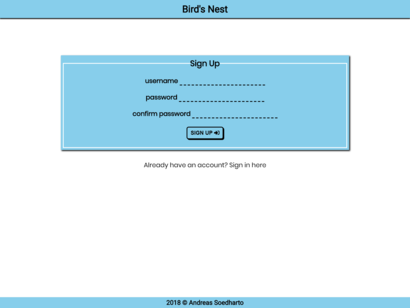 Bird's Nest
Sign Up
username
password
confirm password
SIGN UP
Already have an account? Sign in here
2018 © Andreas Soedharto